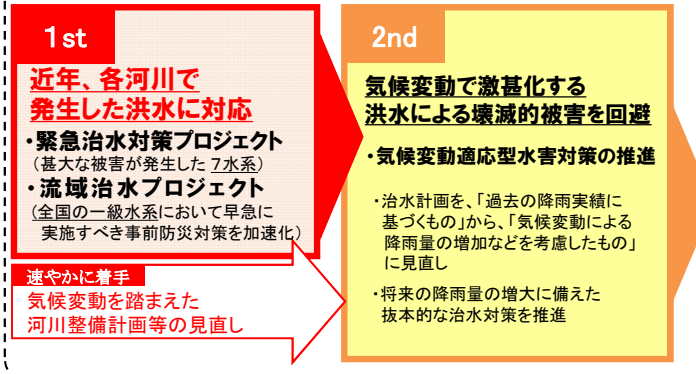 1st
近年、各河川で
発生した洪水に対応
・緊急治水対策プロジェクト
（甚大な被害が発生した 7水系）
・流域治水プロジェクト
（全国の一級水系において早急に
実施すべき事前防災対策を加速化）
速やかに着手
気候変動を踏まえた
河川整備計画等の見直し
2nd
気候変動で激甚化する
洪水による壊滅的被害を回避
・気候変動適応型水害対策の推進
・治水計画を、「過去の降雨実績に
基づくもの」から、「気候変動による
降雨量の増加などを考慮したもの」
に見直し
・将来の降雨量の増大に備えた
抜本的な治水対策を推進